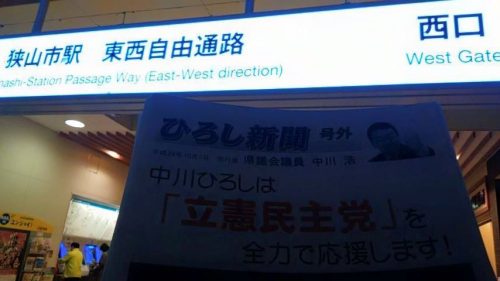 狭山市駅 東西自由通路
西口
ashi-Station Passage Way (East-West direction)
West Gate
ひろし新聞 号外
県議会議員 中川 浩
中川ひろしは
「立憲民主党」を
全力で応援します!